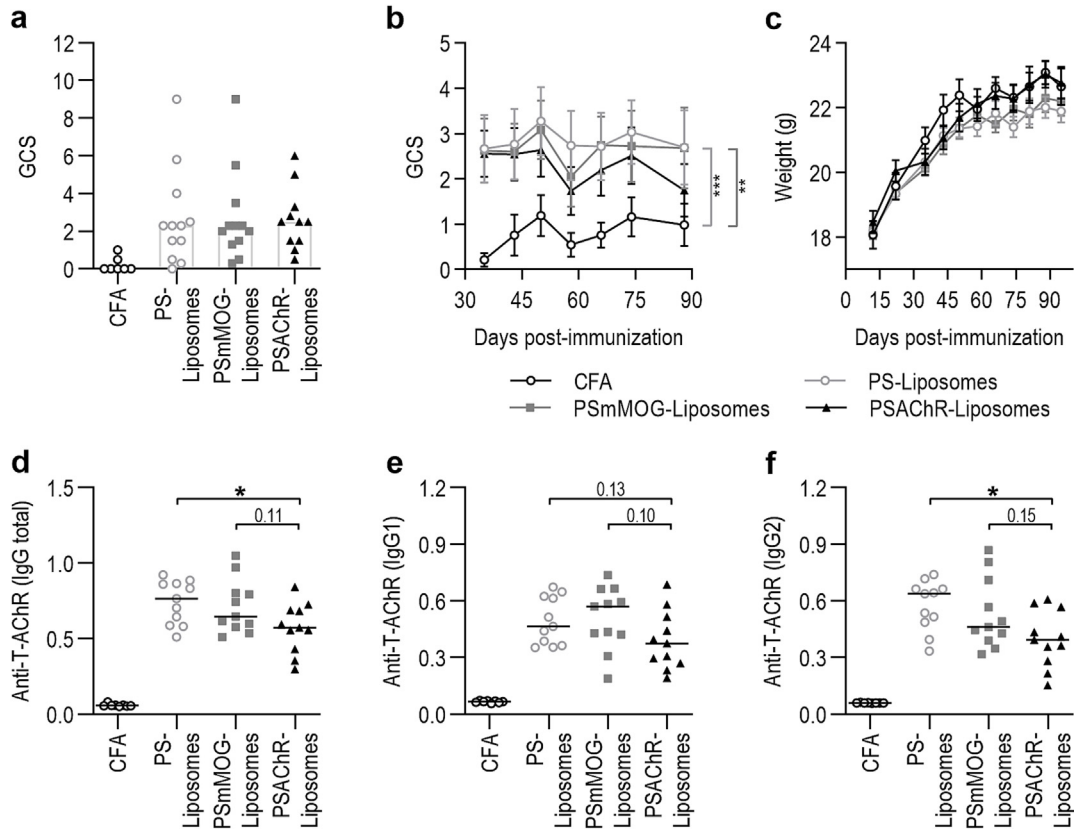 a
12
10
8
6
4
2
0
GCS
CFA
PS-
Liposomes
PSmMOG-
Liposomes
PSAChR-
Liposomes
b
5
4
3
2
1
0
GCS
30
45
60
75
90
Days post-immunization
***
**
c
24
22
20
18
Weight (g)
0
15
30
45
60
75
90
Days post-immunization
CFA
PS-Liposomes
PSmMOG-Liposomes
PSAChR-Liposomes
d
1.5
1.0
0.5
0.0
Anti-T-AChR (IgG total)
*
0.11
CFA
PS-
Liposomes
PSmMOG-
Liposomes
PSAChR-
Liposomes
e
1.2
0.9
0.6
0.3
0.0
Anti-T-AChR (IgG1)
0.13
0.10
CFA
PS-
Liposomes
PSmMOG-
Liposomes
PSAChR-
Liposomes
f
1.2
0.9
0.6
0.3
0.0
Anti-T-AChR (IgG2)
*
0.15
CFA
PS-
Liposomes
PSmMOG-
Liposomes
PSAChR-
Liposomes